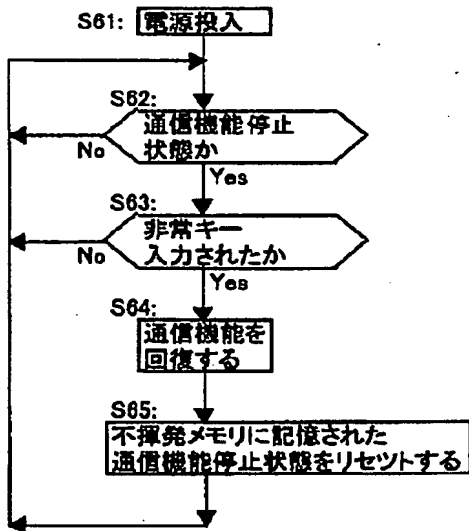 S61: 電源投入
S62:
通信機能停止
状態か
No
Yes
S63:
非常キー
入力されたか
No
Yes
S64:
通信機能を
回復する
S65:
不揮発メモリに記憶された
通信機能停止状態をリセツトする